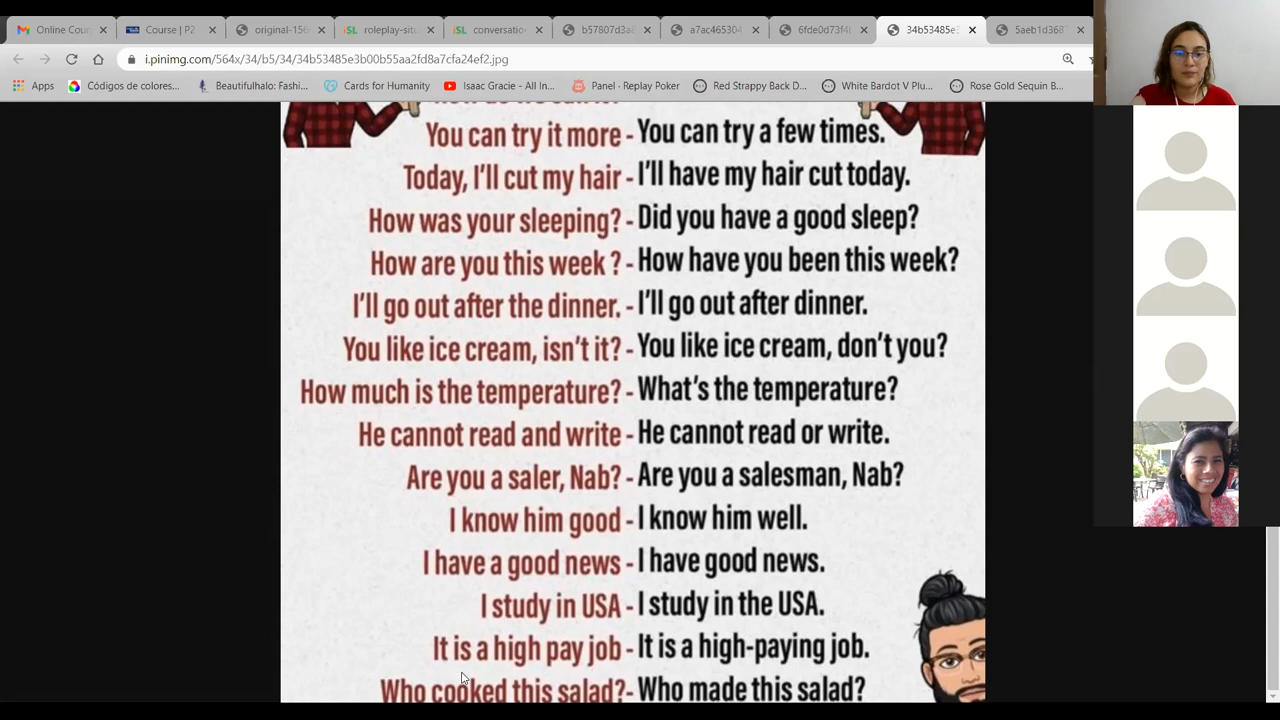 Online Cour
Course | P2
original-156
roleplay-situ
conversatio
b57807d3a8
a7ac465304
6fde0d73f4
34b53485e3
5aeb1d3687
i.pinimg.com/564x/34/b5/34/34b53485e3b00b55aa2fd8a7cfa24ef2.jpg
Apps
Códigos de colores...
Beautifulhalo: Fashi...
Cards for Humanity
Isaac Gracie - All In...
Panel · Replay Poker
Red Strappy Back D...
White Bardot V Plu...
Rose Gold Sequin B...
You can try it more - You can try a few times.
Today, I'll cut my hair - I'll have my hair cut today.
How was your sleeping? - Did you have a good sleep?
How are you this week ? - How have you been this week?
I'll go out after the dinner. - I'll go out after dinner.
You like ice cream, isn't it? - You like ice cream, don't you?
How much is the temperature? - What's the temperature?
He cannot read and write - He cannot read or write.
Are you a saler, Nab? - Are you a salesman, Nab?
I know him good - I know him well.
I have a good news - I have good news.
I study in USA - I study in the USA.
It is a high pay job - It is a high-paying job.
Who cooked this salad?- Who made this salad?